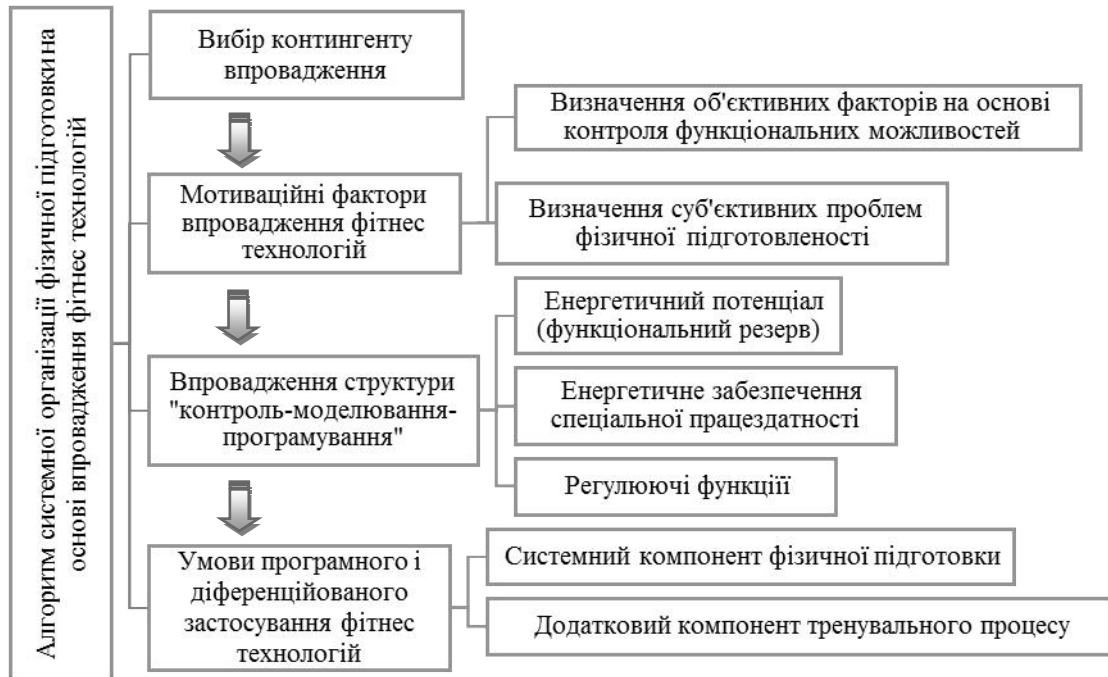 Алгоритм системної організації фізичної підготовки на
основі впровадження фітнес технологій
Вибір контингенту
впровадження
Мотиваційні фактори
впровадження фітнес
технологій
Визначення об'єктивних факторів на основі
контроля функціональних можливостей
Визначення суб'єктивних проблем
фізичної підготовленості
Впровадження структури
"контроль-моделювання-
програмування"
Енергетичний потенціал
(функціональний резерв)
Енергетичне забезпечення
спеціальної працездатності
Регулюючі функціїї
Умови програмного і
діференційованого
застосування фітнес
технологій
Системний компонент фізичної підготовки
Додатковий компонент тренувального процесу